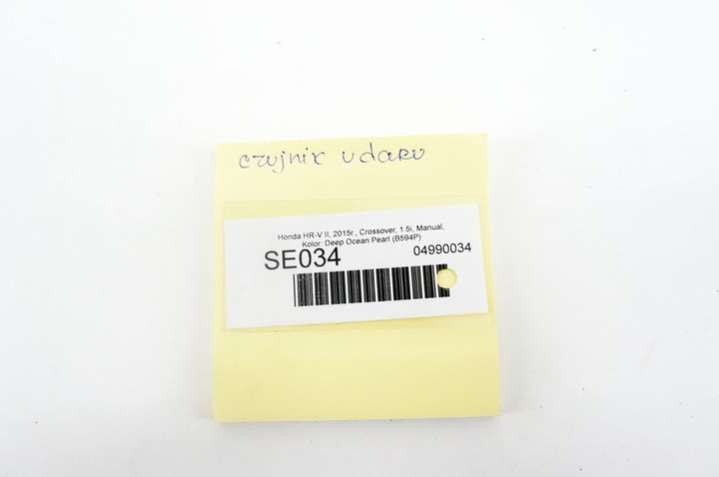 czujnik udaru
Honda HR-V II, 2015r , Crossover, 1.5i, Manual,
Kolor: Deep Ocean Pearl (B594P)
SE034 04990034